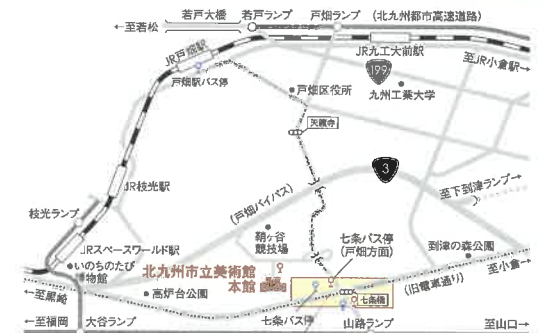 若戸大橋
若戸ランプ
戸畑ランプ
(北九州都市高速道路)
←至若松
JR戸畑駅
JR九工大前駅
至JR小倉駅→
戸畑駅バス停
199
戸畑区役所
九州工業大学
天籟寺
3
JR枝光駅
至下到津ランプ→
枝光ランプ
(戸畑バイパス)
鞘ヶ谷
競技場
七条バス停
(戸畑方面)
到津の森公園
JRスペースワールド駅
いのちのたび
博物館
北九州市立美術館
本館
至小倉→
(旧電車通り)
←至黒崎
高炉台公園
七条橋
←至福岡
大谷ランプ
七条バス停
山路ランプ
至山口→